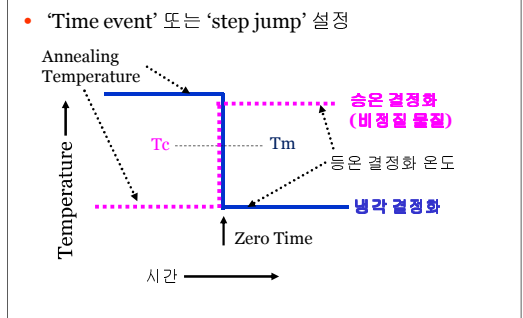 • ‘Time event’ 또는 ‘step jump’ 설정
Annealing
Temperature
승온 결정화
(비정질 물질)
Tc
Tm
등온 결정화 온도
Temperature
냉각 결정화
Zero Time
시간